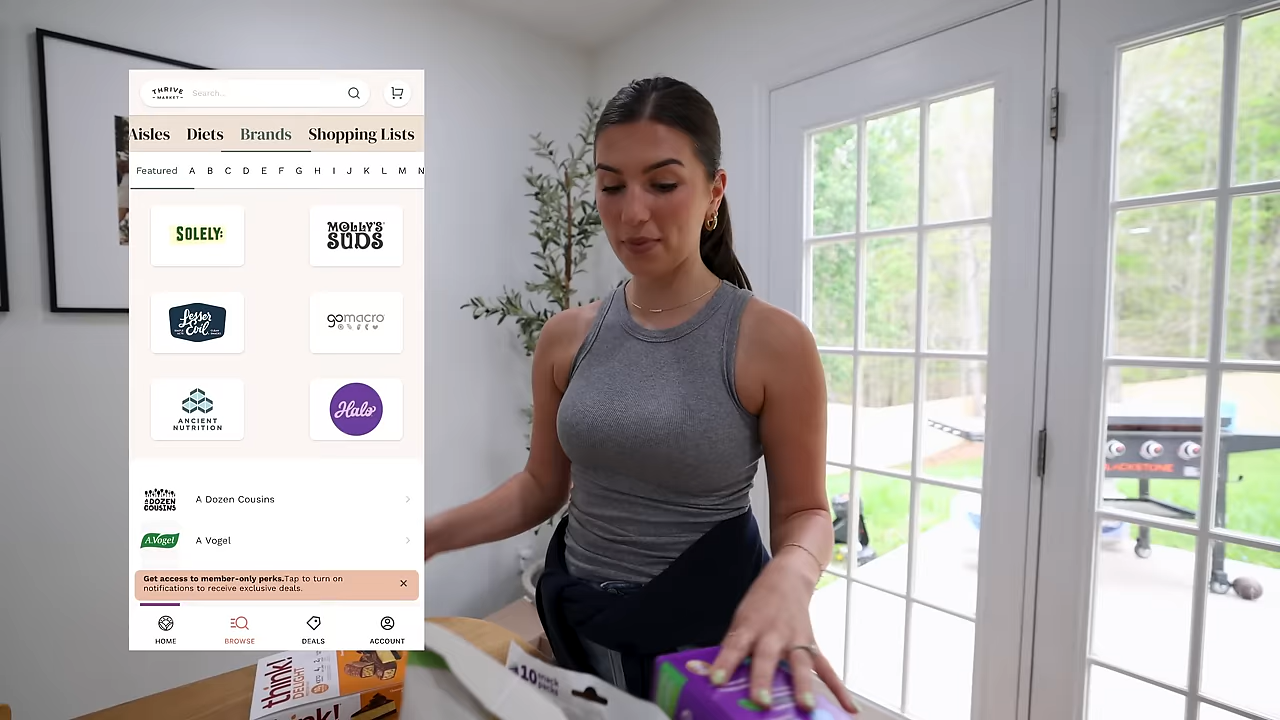 THRIVE
MARKET
Search...
Aisles Diets Brands Shopping Lists
Featured A B C D E F G H I J K L M N
SOLELY:
MOLLY'S
SUDS
Lesser
Evil
gomacro
ANCIENT
NUTRITION
Halo
A DOZEN
COUSINS
A Dozen Cousins
A.Vogel
A Vogel
Get access to member-only perks.Tap to turn on
notifications to receive exclusive deals.
HOME
BROWSE
DEALS
ACCOUNT
think!
DELIGHT
think!
10 snack
packs
BLACKSTONE